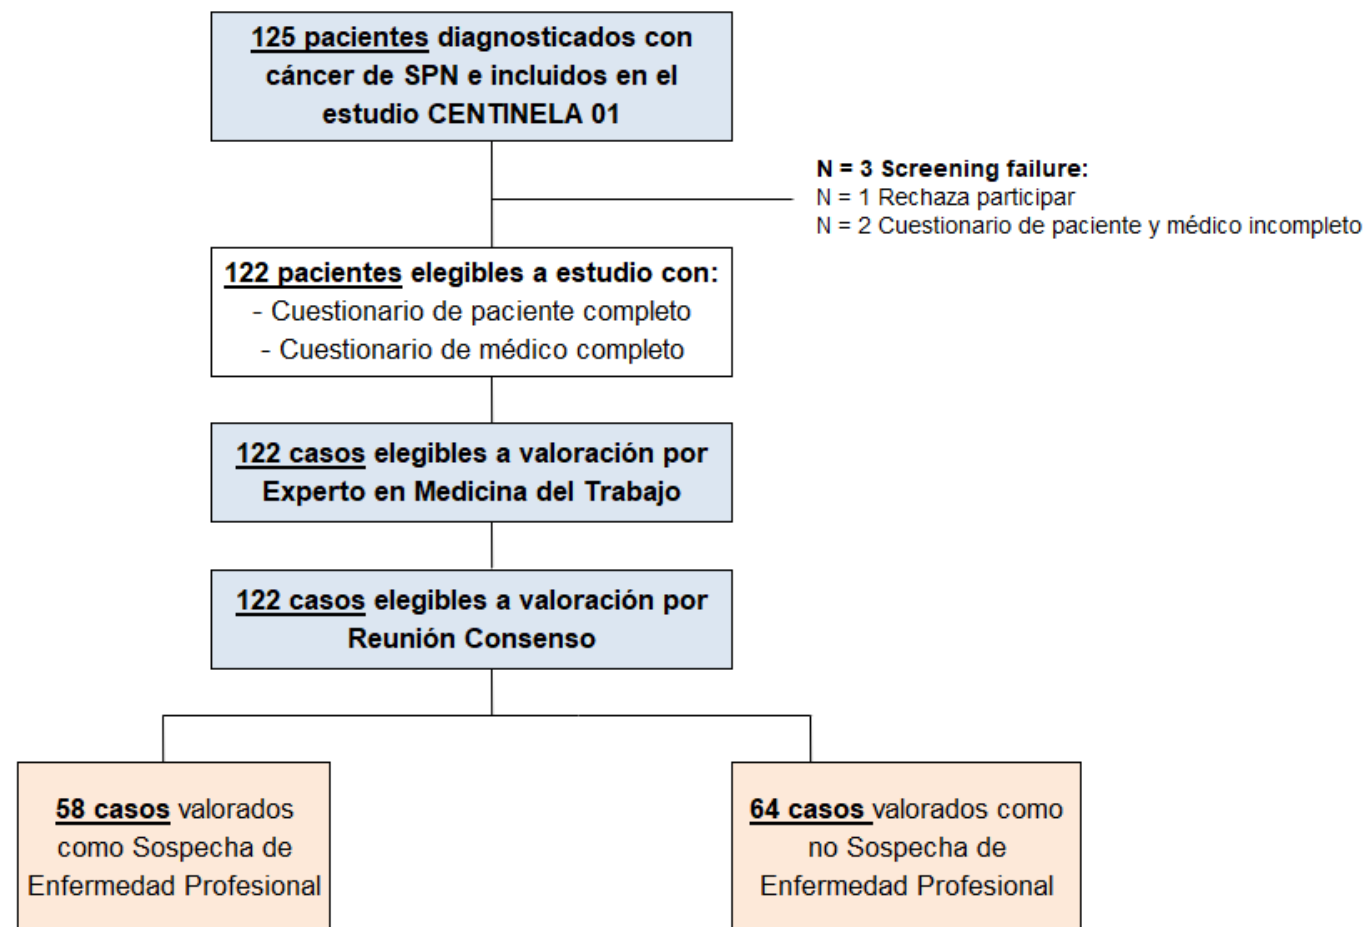 125 pacientes diagnosticados con
cáncer de SPN e incluidos en el
estudio CENTINELA 01
N = 3 Screening failure:
N = 1 Rechaza participar
N = 2 Cuestionario de paciente y médico incompleto
122 pacientes elegibles a estudio con:
- Cuestionario de paciente completo
- Cuestionario de médico completo
122 casos elegibles a valoración por
Experto en Medicina del Trabajo
122 casos elegibles a valoración por
Reunión Consenso
58 casos valorados
como Sospecha de
Enfermedad Profesional
64 casos valorados como
no Sospecha de
Enfermedad Profesional